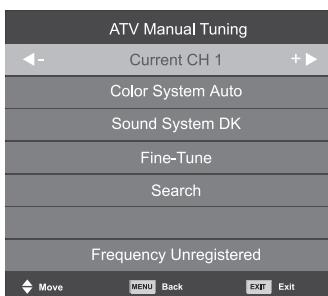 ATV Manual Tuning
- Current CH 1 +
Color System Auto
Sound System DK
Fine-Tune
Search
Frequency Unregistered
Move MENU Back EXIT Exit